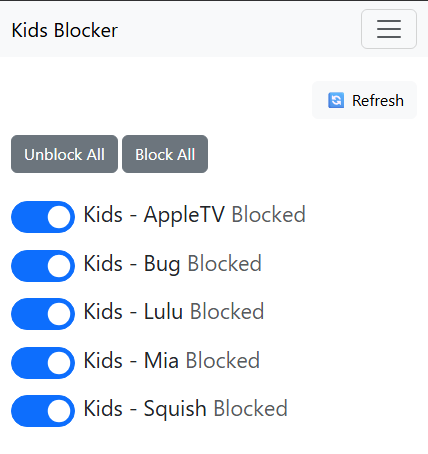 Kids Blocker
Refresh
Unblock All Block All
Kids - AppleTV Blocked
Kids - Bug Blocked
Kids - Lulu Blocked
Kids - Mia Blocked
Kids - Squish Blocked